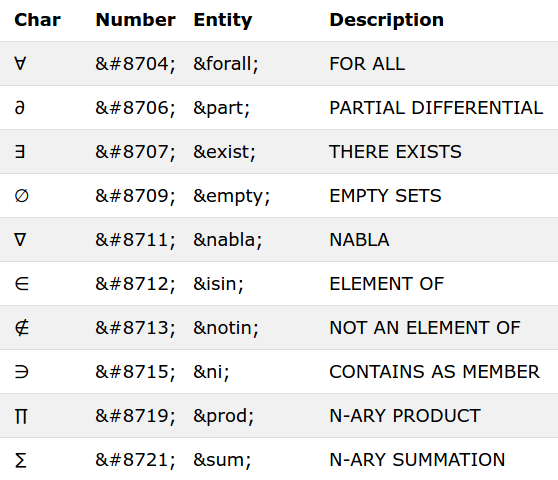 Char Number Entity Description
∀ &#8704; &forall; FOR ALL
∂ &#8706; &part; PARTIAL DIFFERENTIAL
∃ &#8707; &exist; THERE EXISTS
∅ &#8709; &empty; EMPTY SETS
∇ &#8711; &nabla; NABLA
∈ &#8712; &isin; ELEMENT OF
∉ &#8713; &notin; NOT AN ELEMENT OF
∋ &#8715; &ni; CONTAINS AS MEMBER
∏ &#8719; &prod; N-ARY PRODUCT
∑ &#8721; &sum; N-ARY SUMMATION